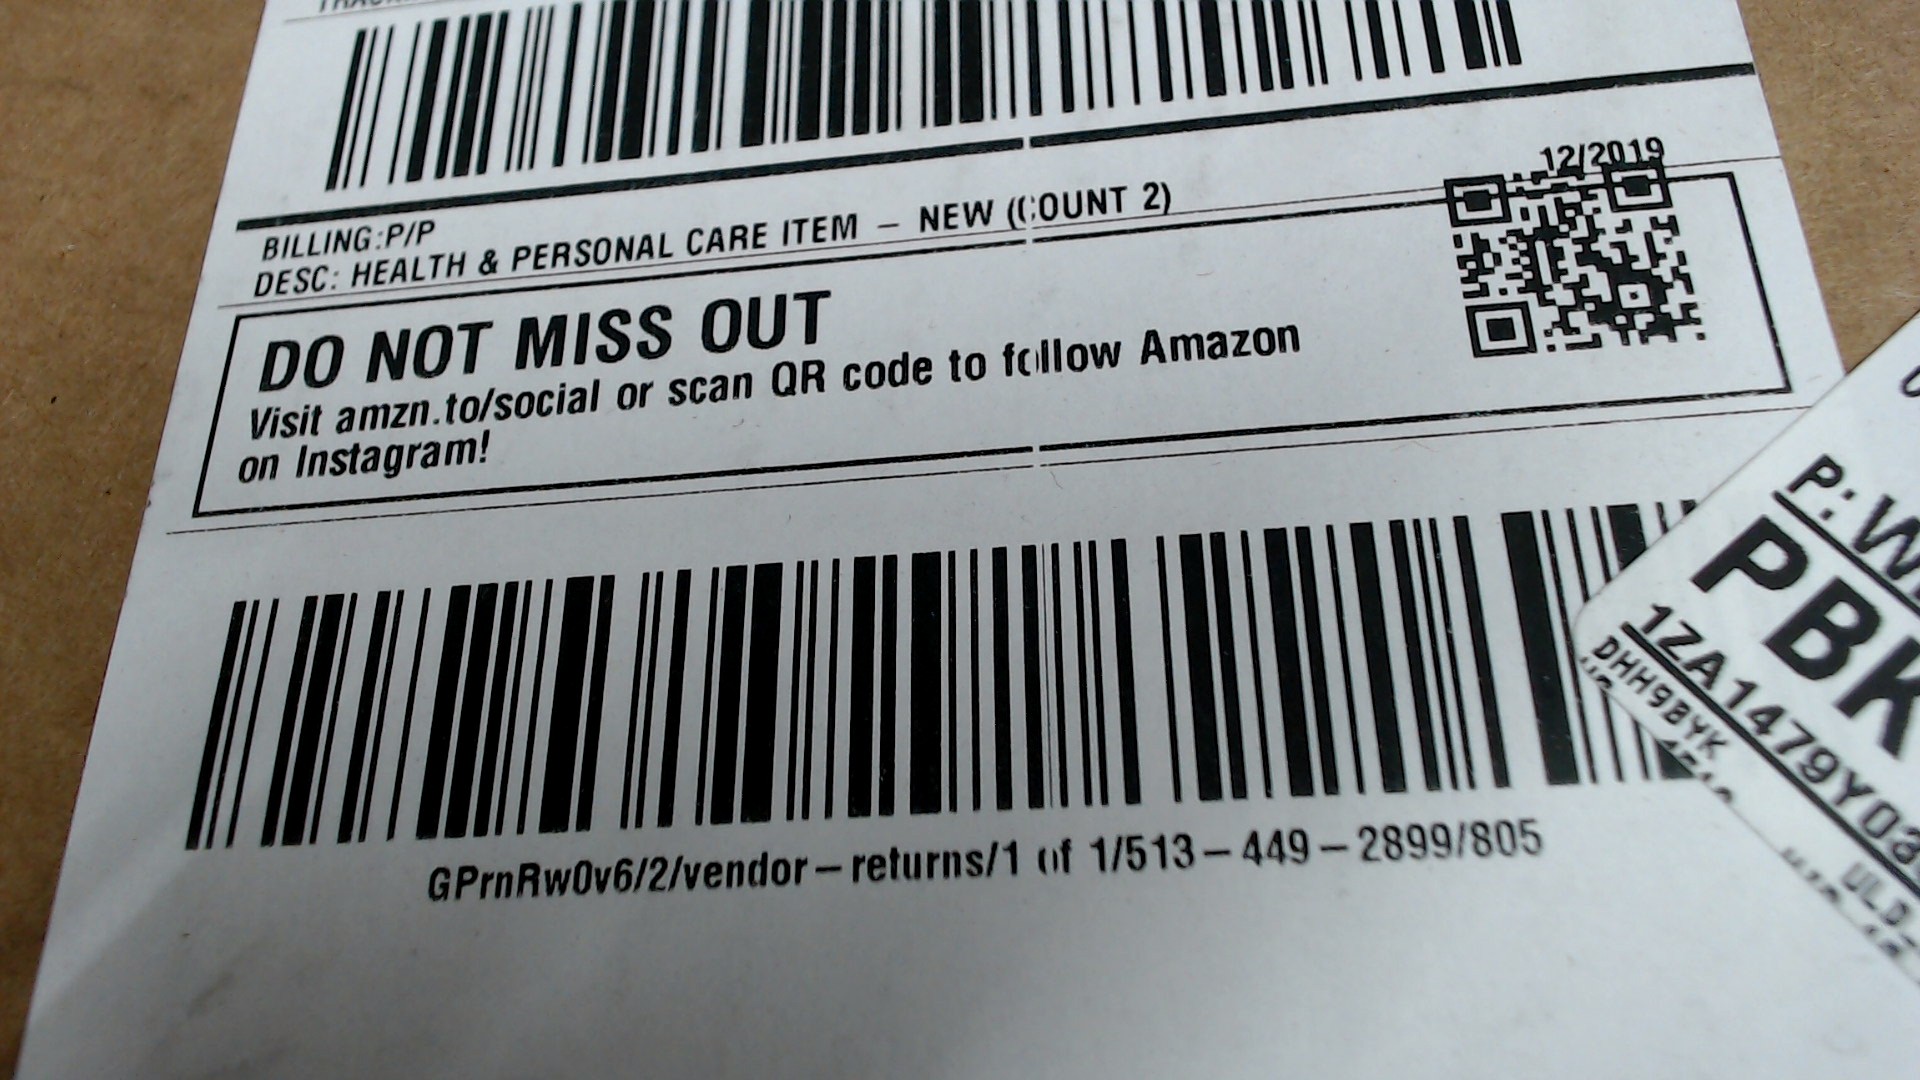 12/2019
BILLING:P/P
DESC: HEALTH & PERSONAL CARE ITEM – NEW (COUNT 2)
DO NOT MISS OUT
Visit amzn.to/social or scan QR code to follow Amazon
on Instagram!
GPrnRw0v6/2/vendor–returns/1 of 1/513–449–2899/805
P:
PBK
1ZA1479Y03
DHH9BYK
ULD